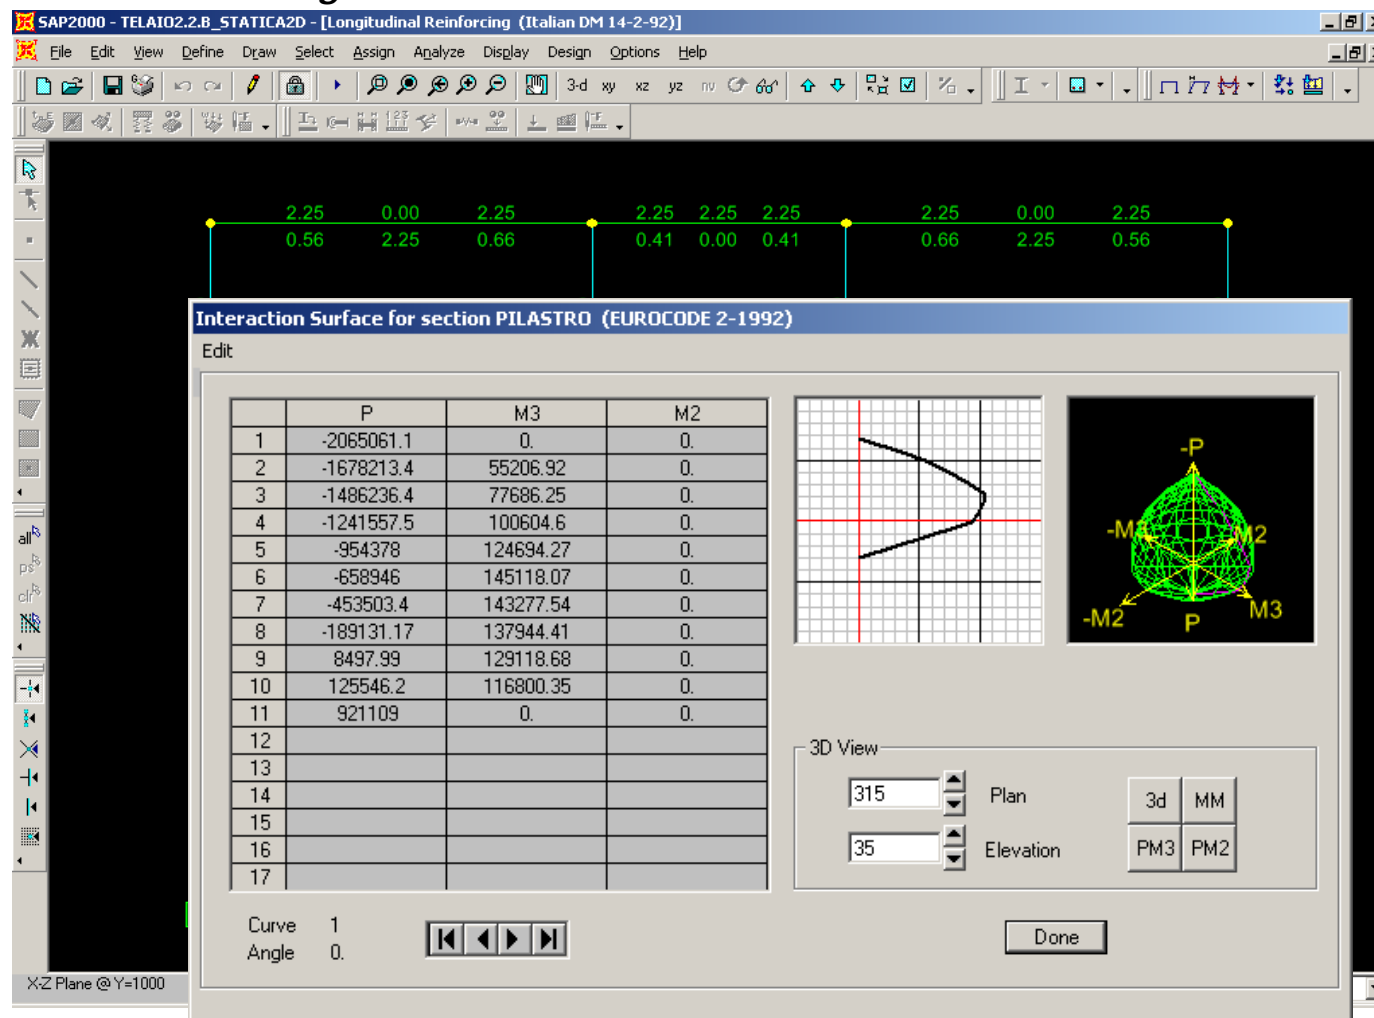 SAP2000 - TELAIO2.2.B_STATICA2D - [Longitudinal Reinforcing (Italian DM 14-2-92)]
File Edit View Define Draw Select Assign Analyze Display Design Options Help
3-d xy xz yz nv
2.25 0.00 2.25 2.25 2.25 2.25 2.25 0.00 2.25
0.56 2.25 0.66 0.41 0.00 0.41 0.66 2.25 0.56
Interaction Surface for section PILASTRO (EUROCODE 2-1992)
Edit
P M3 M2
1 -2065061.1 0. 0.
2 -1678213.4 55206.92 0.
3 -1486236.4 77686.25 0.
4 -1241557.5 100604.6 0.
5 -954378 124694.27 0.
6 -658946 145118.07 0.
7 -453503.4 143277.54 0.
8 -189131.17 137944.41 0.
9 8497.99 129118.68 0.
10 125546.2 116800.35 0.
11 921109 0. 0.
12
13
14
15
16
17
-P
-M3 M2
-M2 P M3
all
ps
clr
3D View
315 Plan
35 Elevation
3d MM
PM3 PM2
Curve 1
Angle 0.
Done
X-Z Plane @ Y=1000